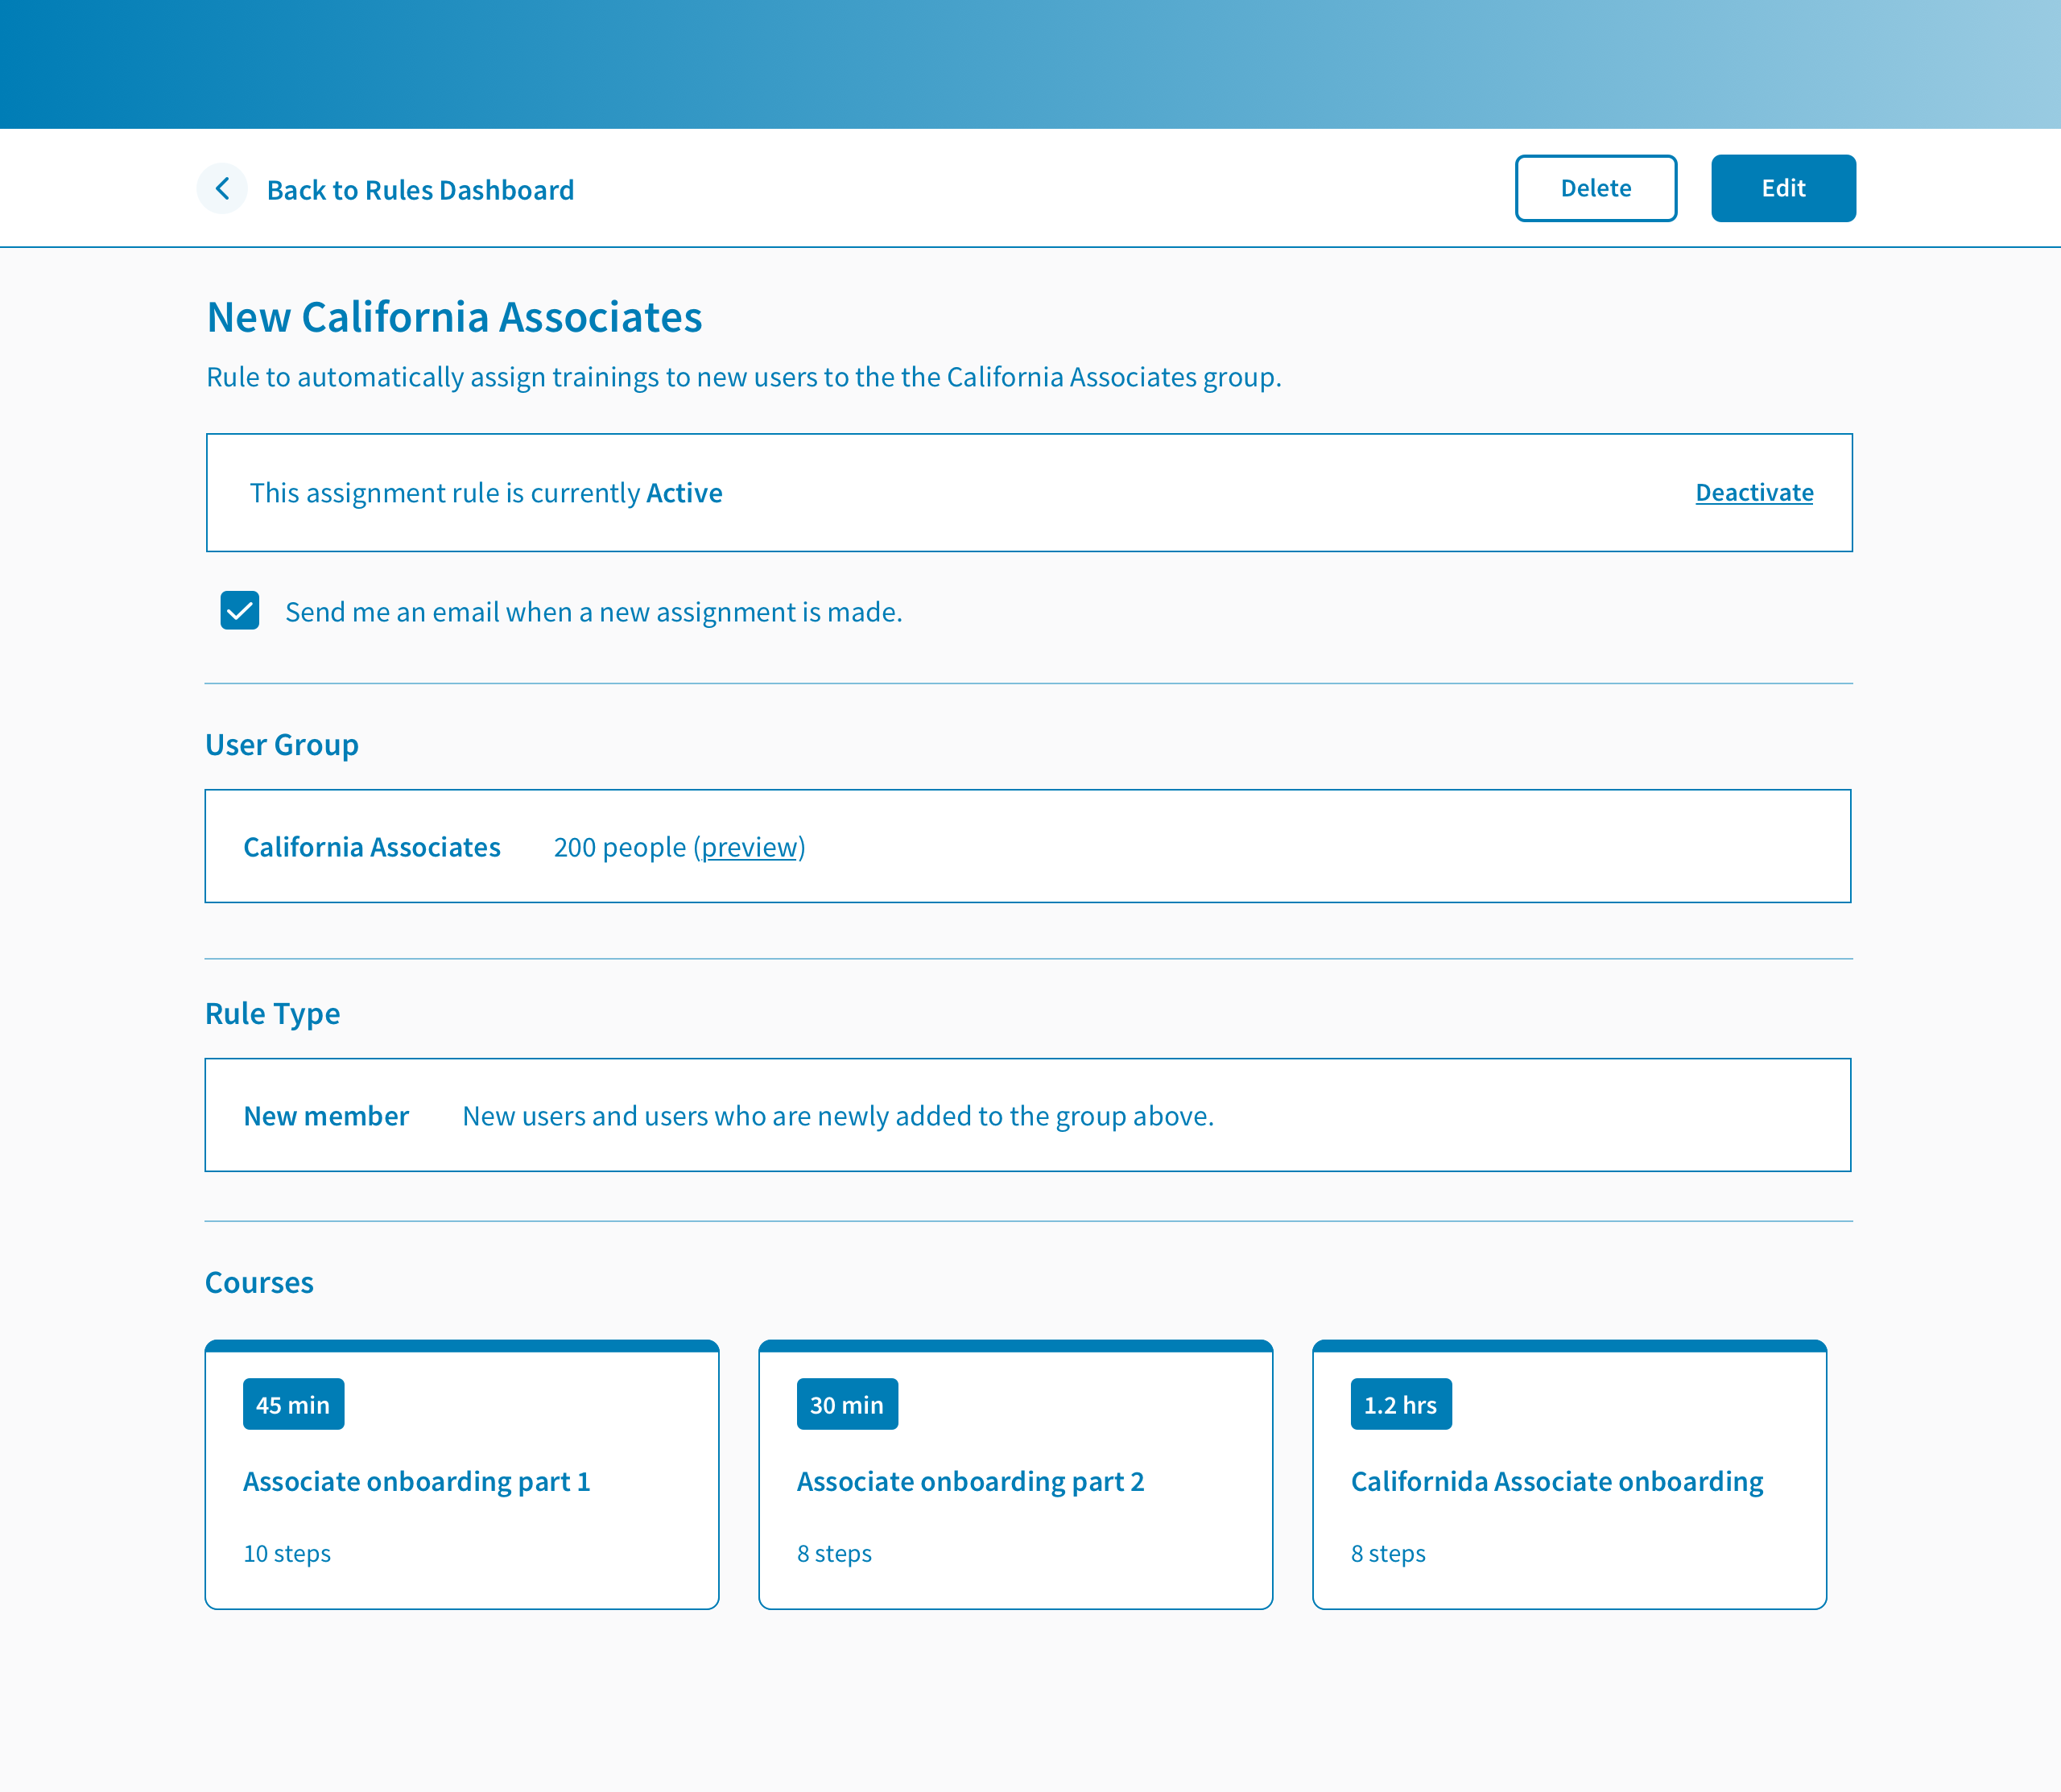 Back to Rules Dashboard
Delete
Edit
New California Associates
Rule to automatically assign trainings to new users to the the California Associates group.
This assignment rule is currently Active
Deactivate
Send me an email when a new assignment is made.
User Group
California Associates 200 people (preview)
Rule Type
New member New users and users who are newly added to the group above.
Courses
45 min
Associate onboarding part 1
10 steps
30 min
Associate onboarding part 2
8 steps
1.2 hrs
Californida Associate onboarding
8 steps